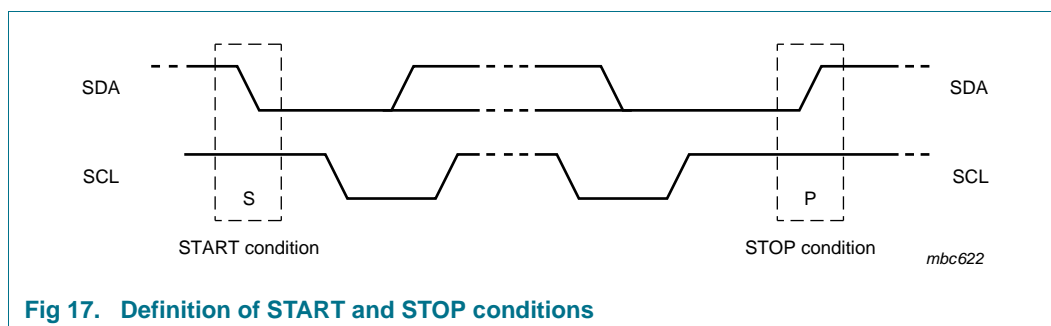 SDA SDA
SCL SCL
S P
START condition STOP condition
mbc622
Fig 17. Definition of START and STOP conditions